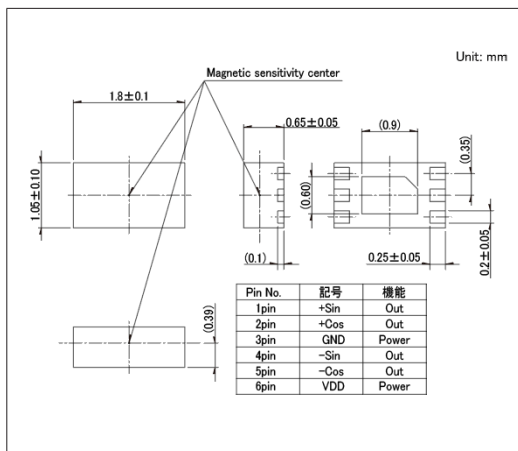 Unit: mm
Magnetic sensitivity center
1.8±0.1
0.65±0.05
(0.9)
(0.35)
1.05±0.10
(0.60)
(0.1)
0.25±0.05
0.2±0.05
(0.39)
Pin No. 記号 機能
1pin +Sin Out
2pin +Cos Out
3pin GND Power
4pin −Sin Out
5pin −Cos Out
6pin VDD Power